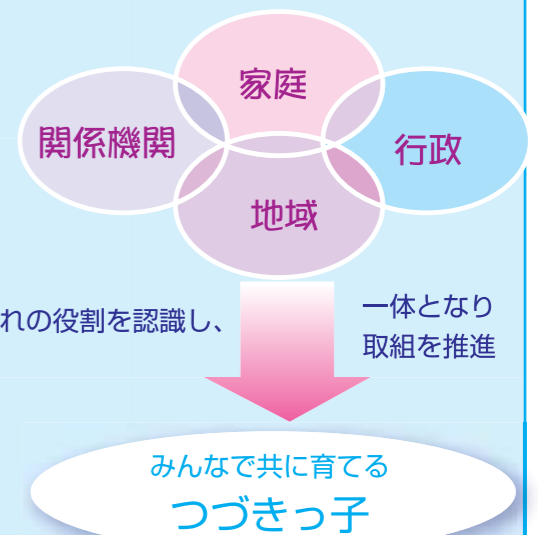 家庭
関係機関
行政
地域
れの役割を認識し、
一体となり
取組を推進
みんなで共に育てる
つづきっ子